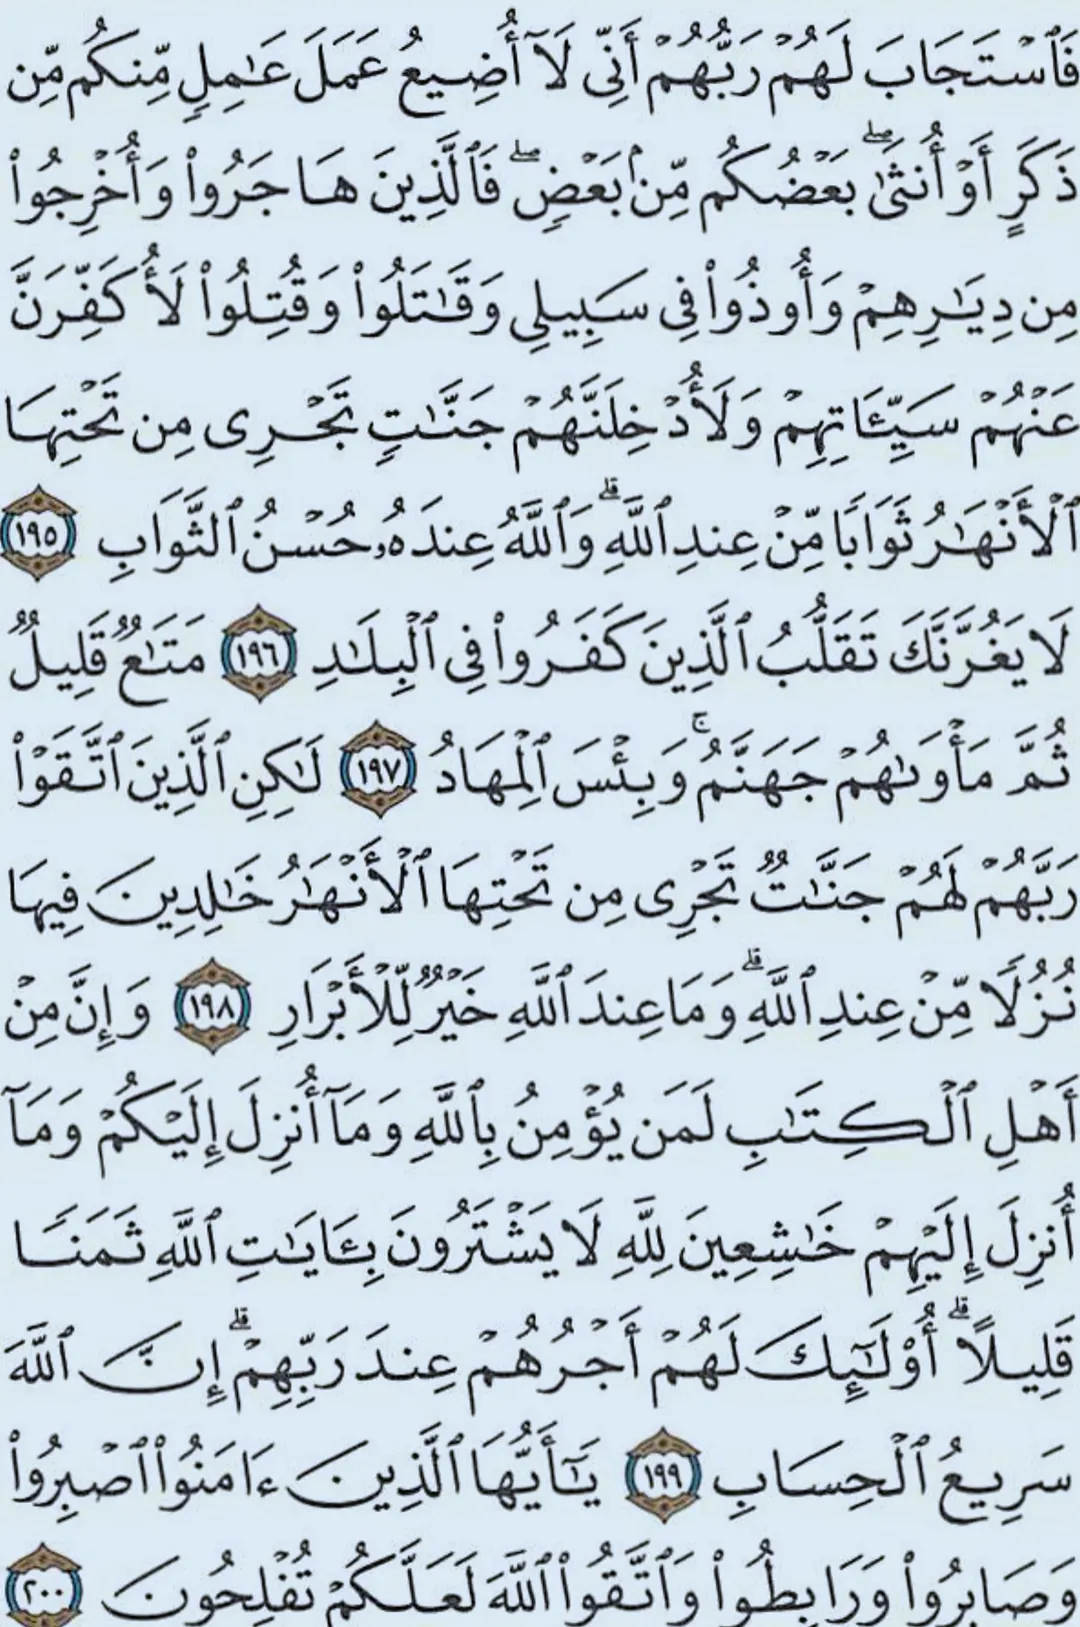 فَٱسۡتَجَابَ لَهُمۡ رَبُّهُمۡ أَنِّي لَآ أُضِيعُ عَمَلَ عَٰمِلٖ مِّنكُم مِّن
ذَكَرٍ أَوۡ أُنثَىٰۖ بَعۡضُكُم مِّنۢ بَعۡضٖۖ فَٱلَّذِينَ هَاجَرُواْ وَأُخۡرِجُواْ
مِن دِيَٰرِهِمۡ وَأُوذُواْ فِي سَبِيلِي وَقَٰتَلُواْ وَقُتِلُواْ لَأُكَفِّرَنَّ
عَنۡهُمۡ سَيِّـَٔاتِهِمۡ وَلَأُدۡخِلَنَّهُمۡ جَنَّٰتٖ تَجۡرِي مِن تَحۡتِهَا
ٱلۡأَنۡهَٰرُ ثَوَابٗا مِّنۡ عِندِ ٱللَّهِۚ وَٱللَّهُ عِندَهُۥ حُسۡنُ ٱلثَّوَابِ ١٩٥
لَا يَغُرَّنَّكَ تَقَلُّبُ ٱلَّذِينَ كَفَرُواْ فِي ٱلۡبِلَٰدِ ١٩٦ مَتَٰعٞ قَلِيلٞ
ثُمَّ مَأۡوَىٰهُمۡ جَهَنَّمُۚ وَبِئۡسَ ٱلۡمِهَادُ ١٩٧ لَٰكِنِ ٱلَّذِينَ ٱتَّقَوۡاْ
رَبَّهُمۡ لَهُمۡ جَنَّٰتٞ تَجۡرِي مِن تَحۡتِهَا ٱلۡأَنۡهَٰرُ خَٰلِدِينَ فِيهَا
نُزُلٗا مِّنۡ عِندِ ٱللَّهِۗ وَمَا عِندَ ٱللَّهِ خَيۡرٞ لِّلۡأَبۡرَارِ ١٩٨ وَإِنَّ مِنۡ
أَهۡلِ ٱلۡكِتَٰبِ لَمَن يُؤۡمِنُ بِٱللَّهِ وَمَآ أُنزِلَ إِلَيۡكُمۡ وَمَآ
أُنزِلَ إِلَيۡهِمۡ خَٰشِعِينَ لِلَّهِ لَا يَشۡتَرُونَ بِـَٔايَٰتِ ٱللَّهِ ثَمَنٗا
قَلِيلًاۗ أُوْلَٰٓئِكَ لَهُمۡ أَجۡرُهُمۡ عِندَ رَبِّهِمۡۗ إِنَّ ٱللَّهَ
سَرِيعُ ٱلۡحِسَابِ ١٩٩ يَٰٓأَيُّهَا ٱلَّذِينَ ءَامَنُواْ ٱصۡبِرُواْ
وَصَابِرُواْ وَرَابِطُواْ وَٱتَّقُواْ ٱللَّهَ لَعَلَّكُمۡ تُفۡلِحُونَ ٢٠٠